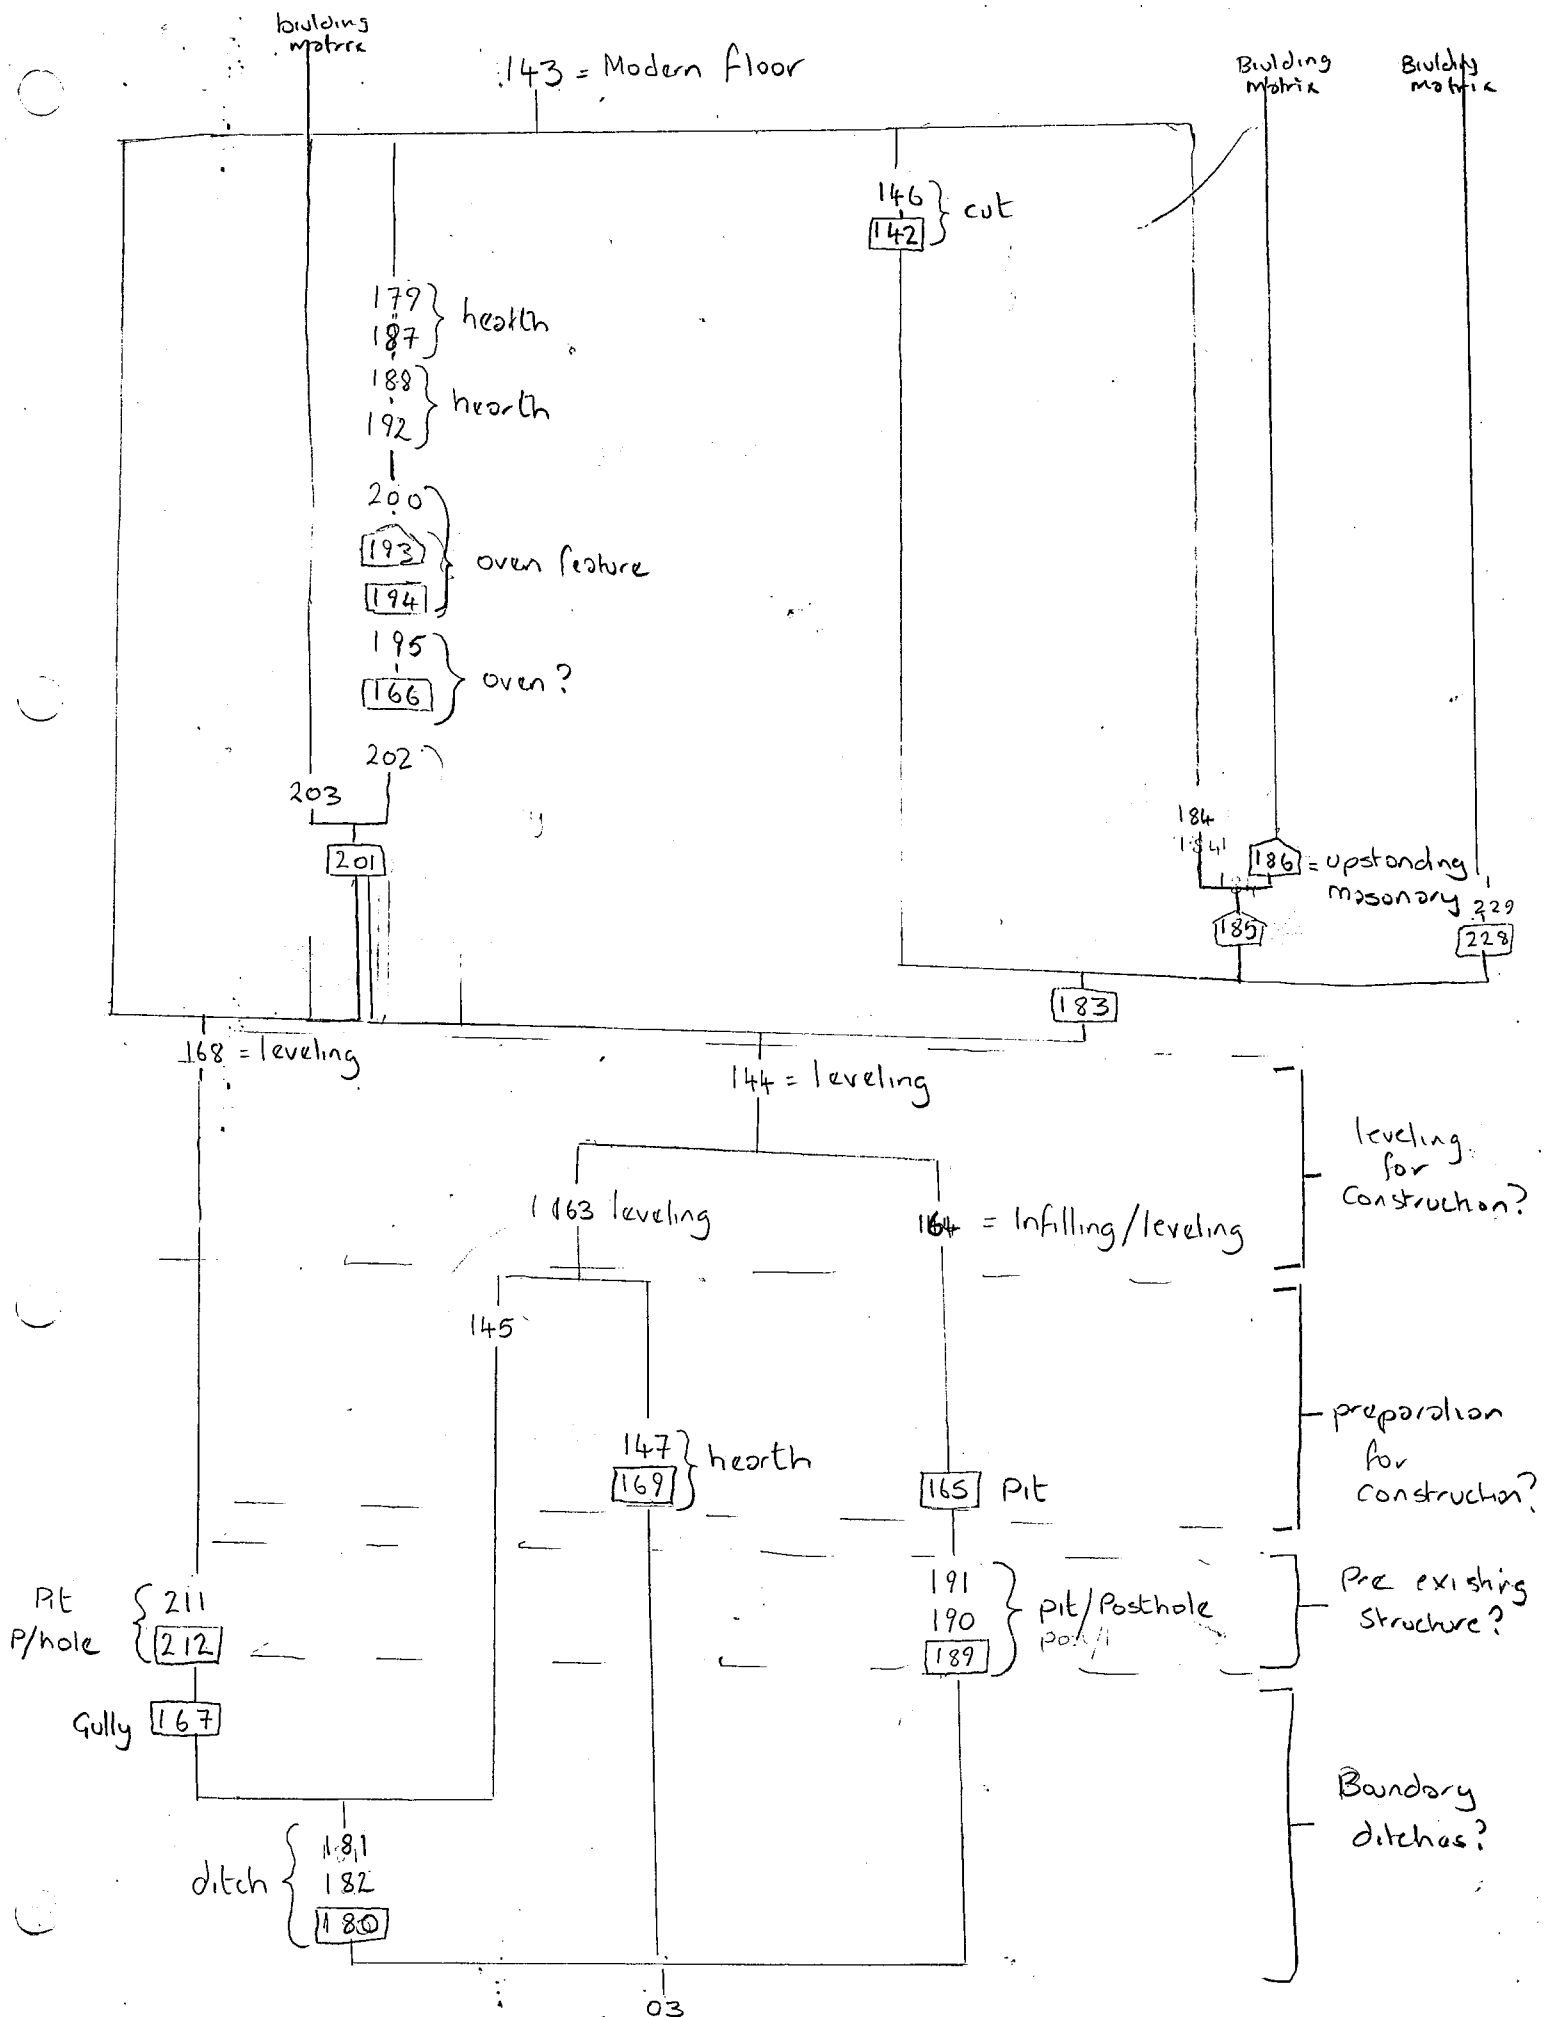 building
matrix
143 = Modern floor
Building
matrix
Building
matrix
146
142
cut
179
187
hearth
188
192
hearth
200
193
194
oven feature
195
166
oven?
202
203
201
184
186 = upstanding
masonary
185
229
228
183
168 = leveling
144 = leveling
leveling
for
construction?
163 leveling
164 = Infilling/leveling
145
preparation
for
construction?
147
169
hearth
165 Pit
Pit
P/hole
211
212
191
190
189
pit/Posthole
Pre existing
Structure?
Gully 167
Boundary
ditches?
ditch
181
182
180
03